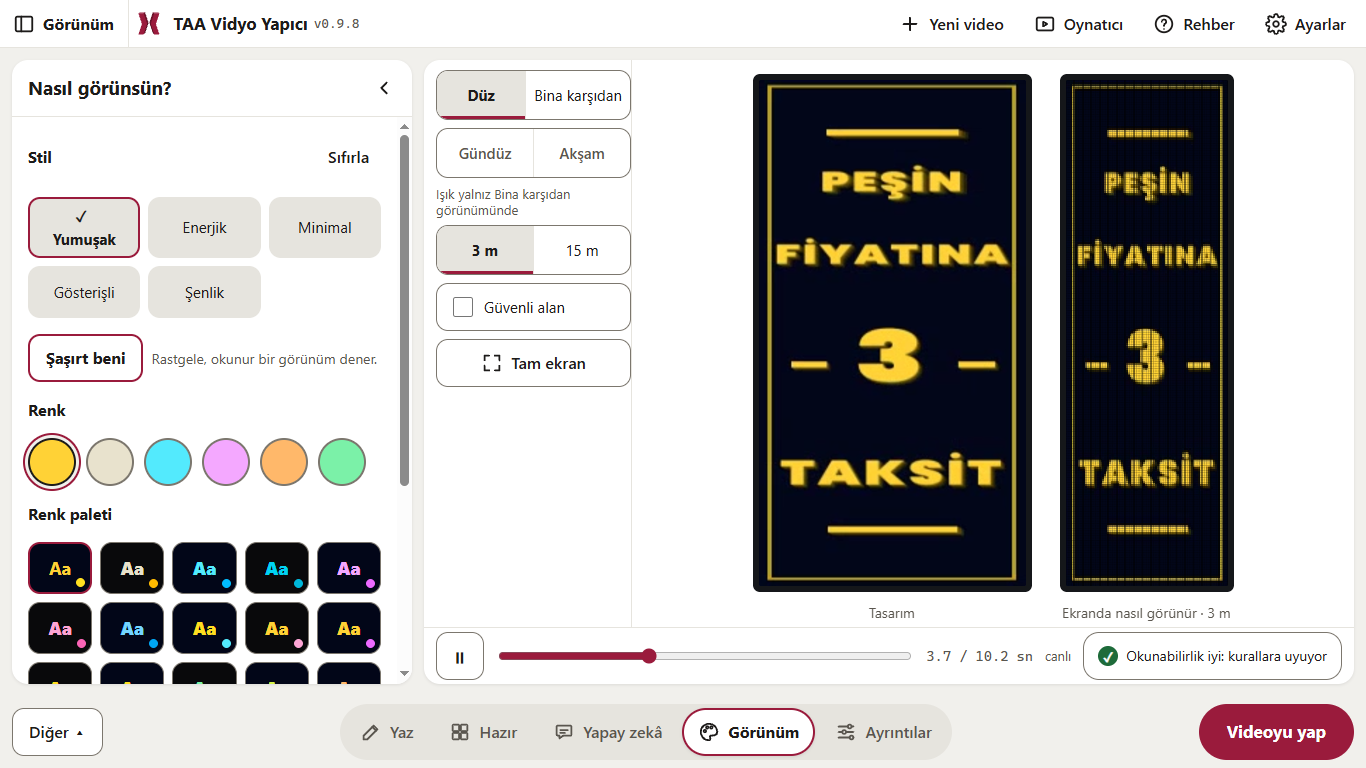 Görünüm
TAA Vidyo Yapıcı v0.9.8
Yeni video
Oynatıcı
Rehber
Ayarlar
Nasıl görünsün?
Stil
Sıfırla
Yumuşak
Enerjik
Minimal
Gösterişli
Şenlik
Şaşırt beni
Rastgele, okunur bir görünüm dener.
Renk
Renk paleti
Aa Aa Aa Aa Aa
Aa Aa Aa Aa Aa
Düz
Bina karşıdan
Gündüz
Akşam
Işık yalnız Bina karşıdan
görünümünde
3 m
15 m
Güvenli alan
Tam ekran
PEŞİN
FİYATINA
3
TAKSİT
Tasarım
PEŞİN
FİYATINA
3
TAKSİT
Ekranda nasıl görünür · 3 m
3.7 / 10.2 sn
canlı
Okunabilirlik iyi: kurallara uyuyor
Diğer
Yaz
Hazır
Yapay zekâ
Görünüm
Ayrıntılar
Videoyu yap